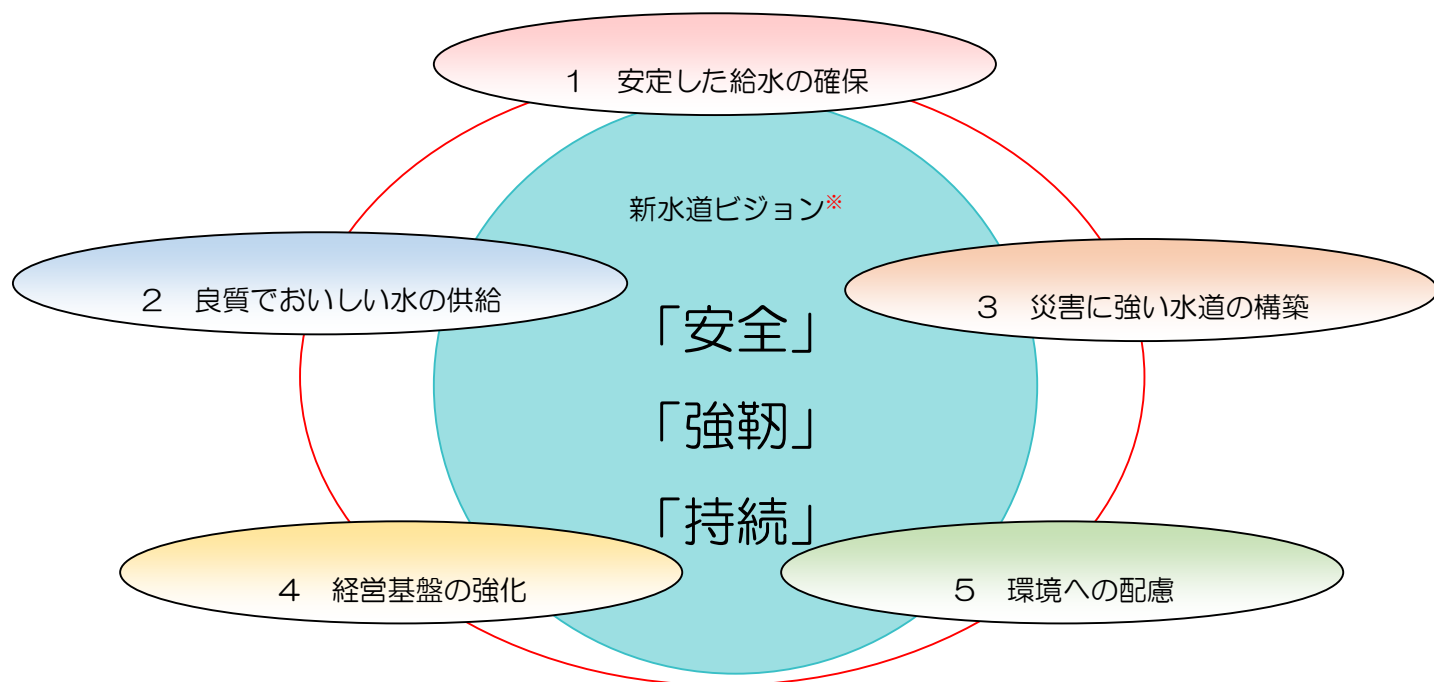 １　安定した給水の確保
新水道ビジョン※
２　良質でおいしい水の供給
３　災害に強い水道の構築
「安全」
「強靭」
「持続」
４　経営基盤の強化
５　環境への配慮